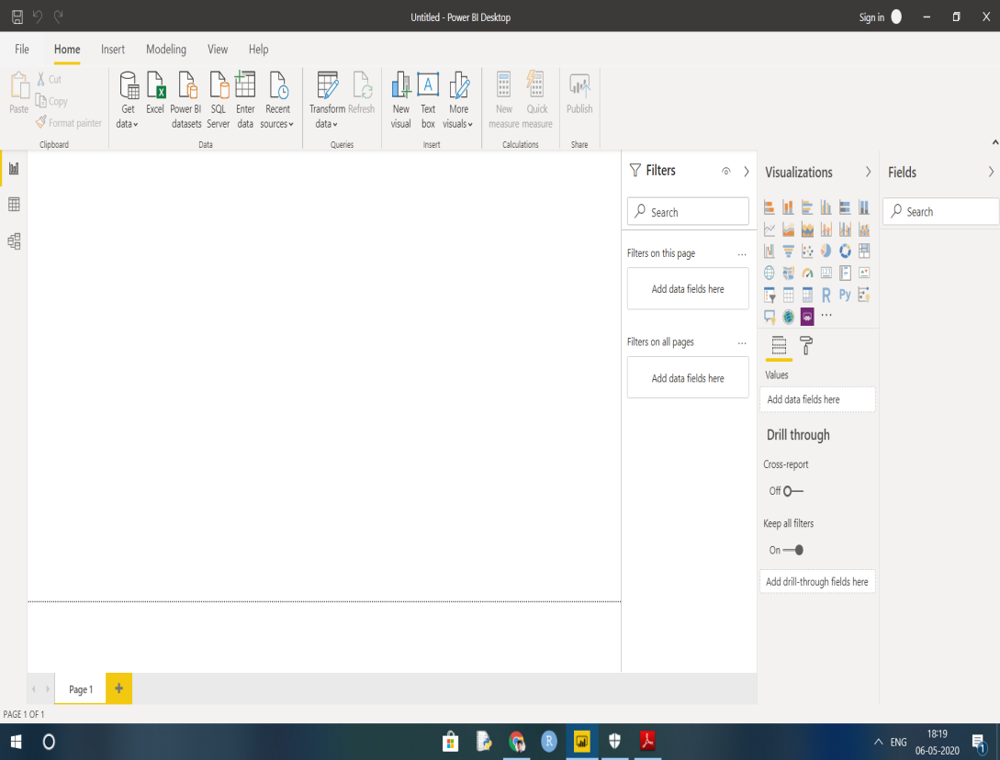 Untitled - Power BI Desktop
Sign in
File Home Insert Modeling View Help
Paste
Cut
Copy
Format painter
Clipboard
Get data
Excel
Power BI datasets
SQL Server
Enter data
Recent sources
Data
Transform data
Refresh
Queries
New visual
Text box
More visuals
Insert
New measure
Quick measure
Calculations
Publish
Share
Filters
Search
Filters on this page ...
Add data fields here
Filters on all pages ...
Add data fields here
Visualizations
123
R Py
...
Values
Add data fields here
Drill through
Cross-report
Off
Keep all filters
On
Add drill-through fields here
Fields
Search
Page 1 +
PAGE 1 OF 1
R
ENG
18:19
06-05-2020
1